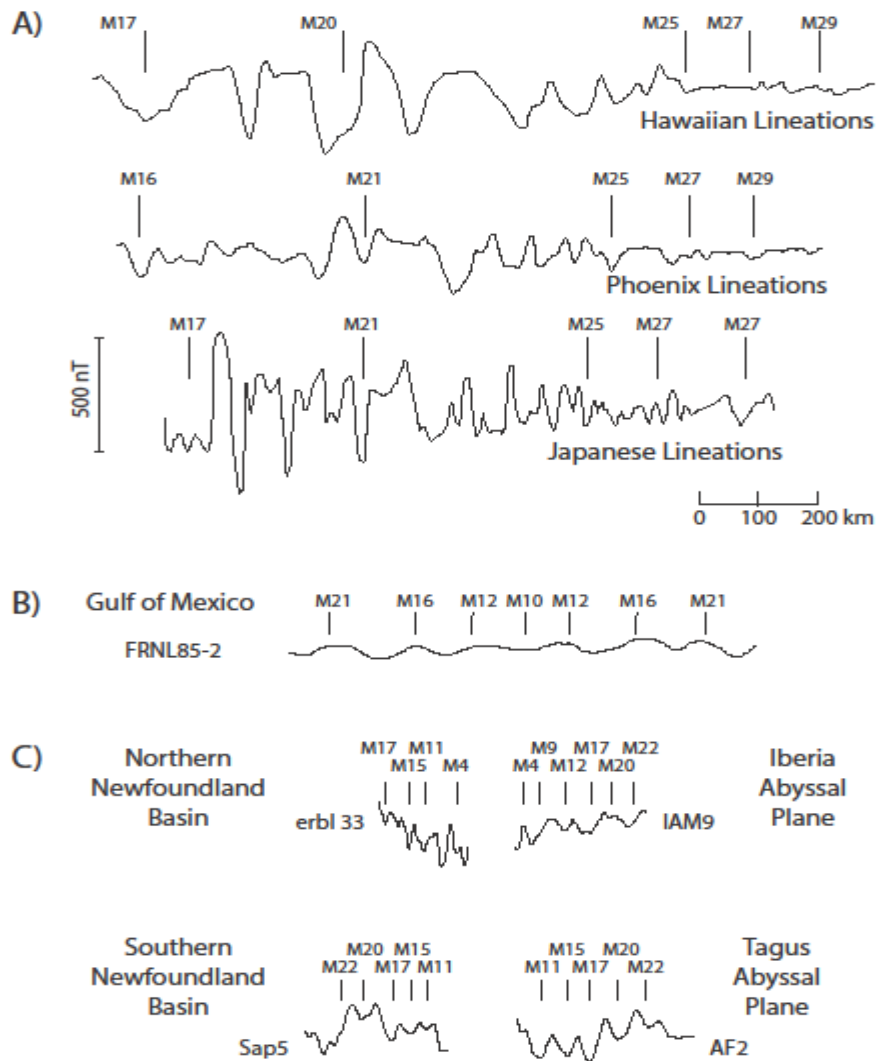 A)
M17 M20 M25 M27 M29
Hawaiian Lineations
M16 M21 M25 M27 M29
Phoenix Lineations
M17 M21 M25 M27 M27
500 nT
Japanese Lineations
0 100 200 km
B) Gulf of Mexico
M21 M16 M12 M10 M12 M16 M21
FRNL85-2
C) Northern
Newfoundland
Basin
M17 M11
M15 M4
erbl 33
M9 M17 M22
M4 M12 M20
IAM9
Iberia
Abyssal
Plane
Southern
Newfoundland
Basin
M20 M15
M22 M17 M11
Sap5
M15 M20
M11 M17 M22
AF2
Tagus
Abyssal
Plane